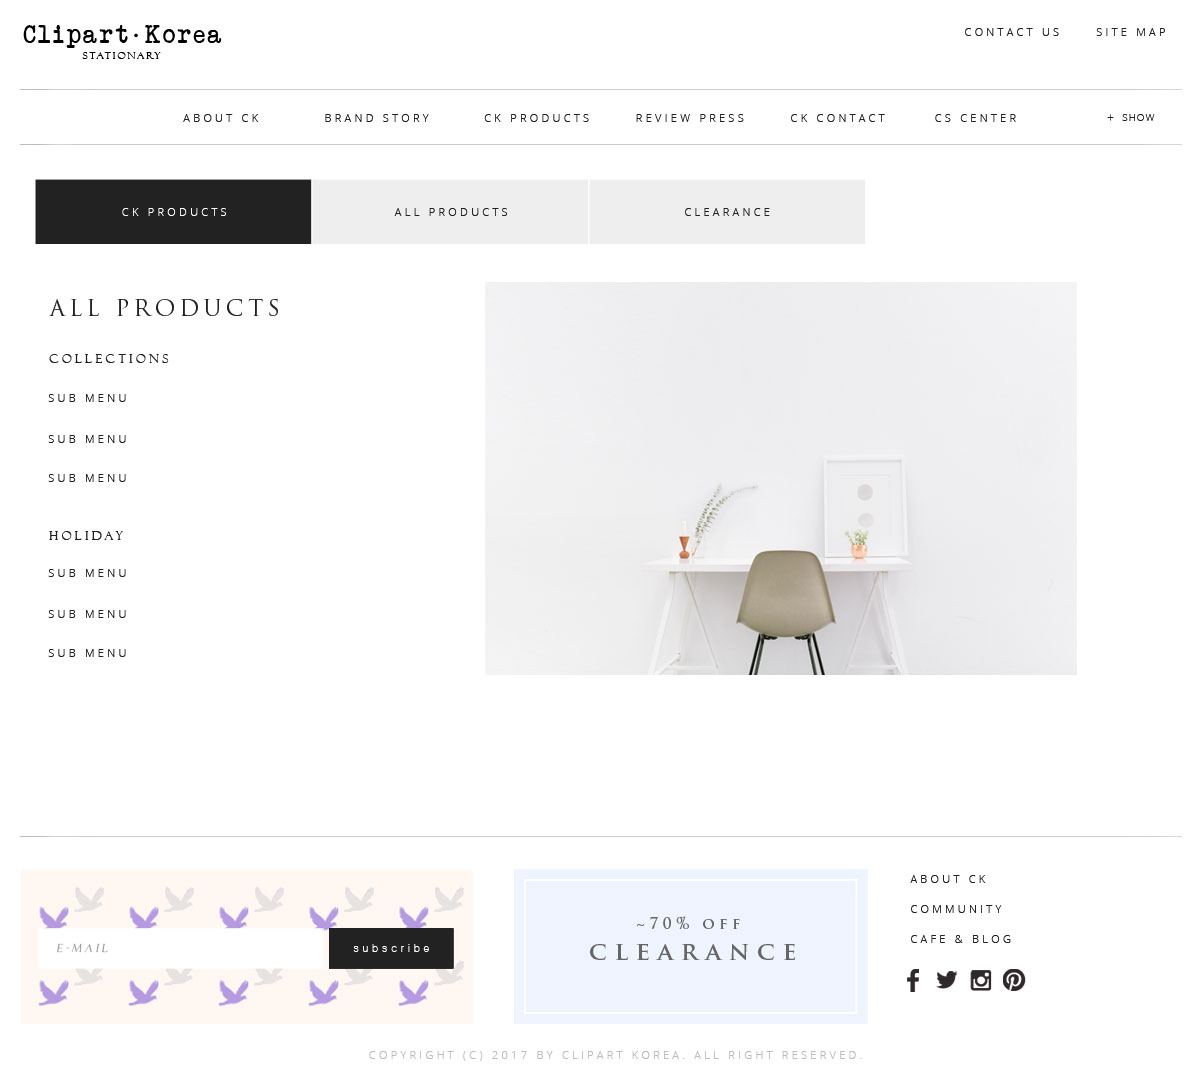 Clipart·Korea
STATIONARY
CONTACT US SITE MAP
ABOUT CK BRAND STORY CK PRODUCTS REVIEW PRESS CK CONTACT CS CENTER + SHOW
CK PRODUCTS ALL PRODUCTS CLEARANCE
ALL PRODUCTS
COLLECTIONS
SUB MENU
SUB MENU
SUB MENU
HOLIDAY
SUB MENU
SUB MENU
SUB MENU
E-MAIL subscribe
~70% OFF
CLEARANCE
ABOUT CK
COMMUNITY
CAFE & BLOG
COPYRIGHT (C) 2017 BY CLIPART KOREA. ALL RIGHT RESERVED.